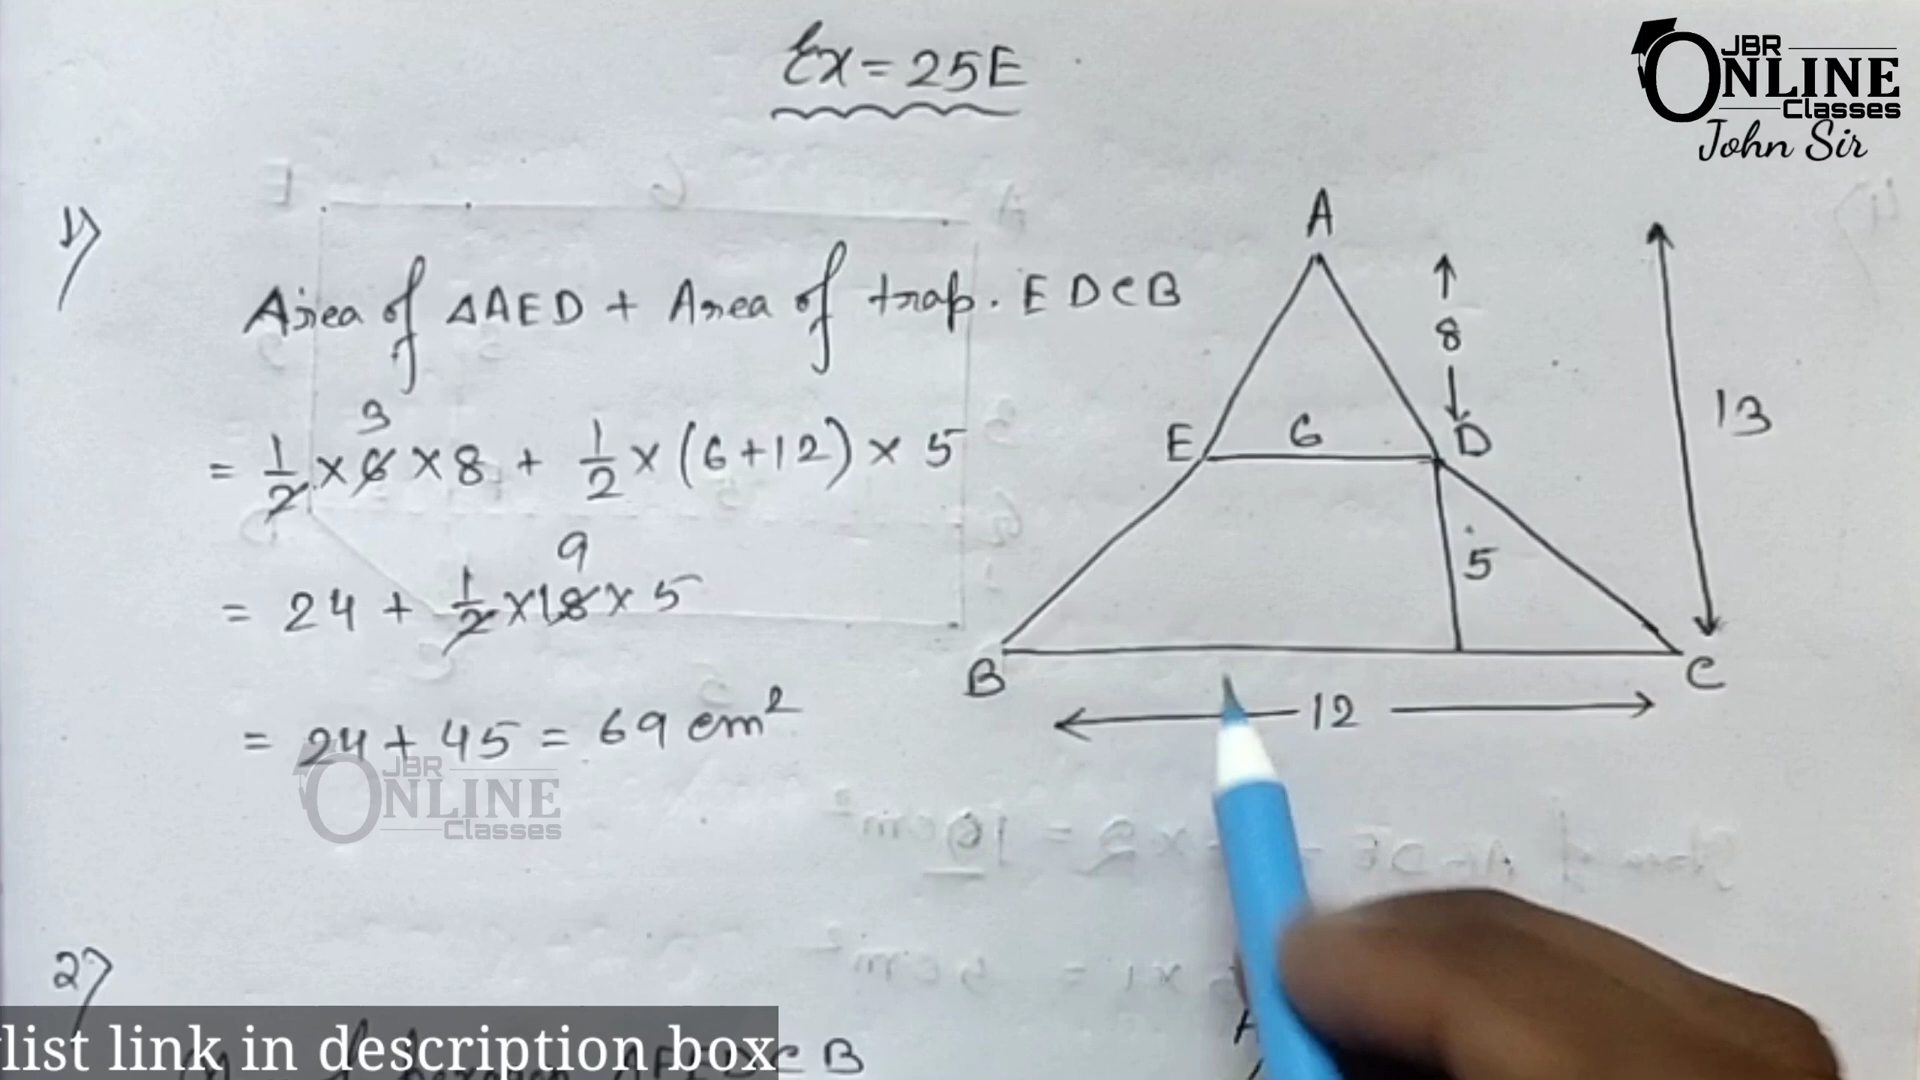 Ex = 25E
JBR
ONLINE
Classes
John Sir
1)
Area of ΔAED + Area of trap. EDCB
= 1/2 × 6 × 8 + 1/2 × (6+12) × 5
3
= 24 + 1/2 × 18 × 5
9
= 24 + 45 = 69 cm²
A
8
13
E
6
D
5
B
C
12
JBR
ONLINE
Classes
2)
list link in description box
CB